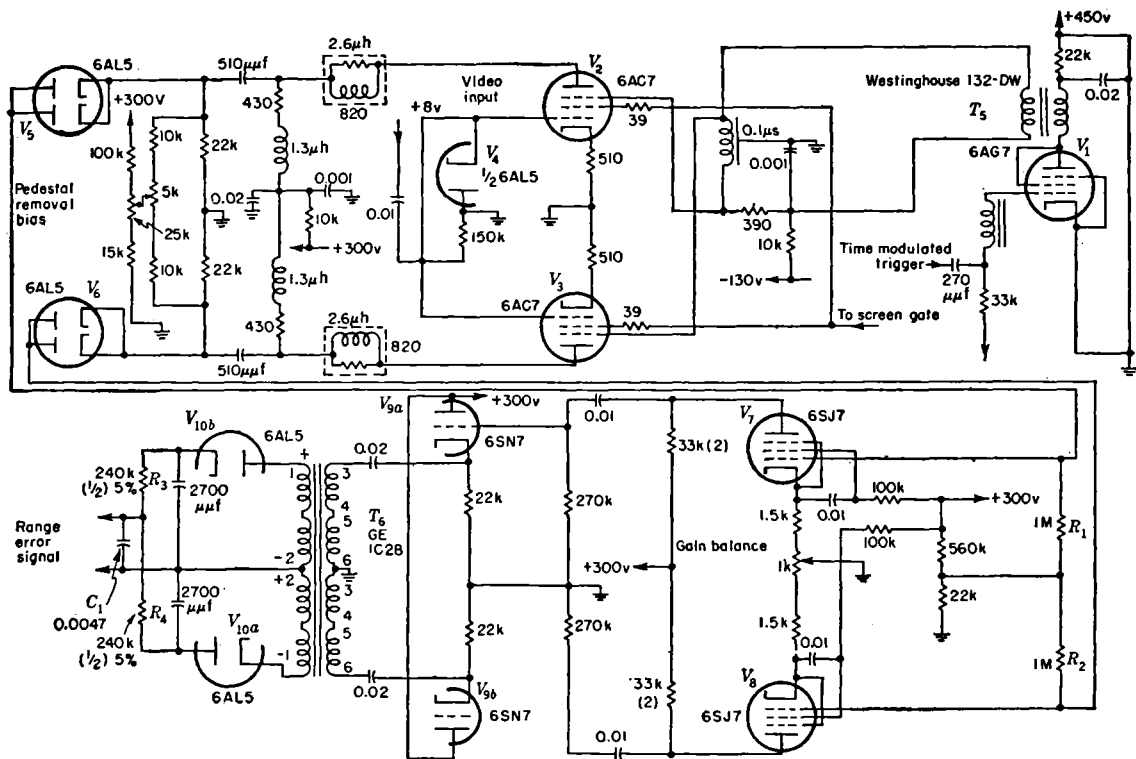 6AL5
V5
+300V
100k
Pedestal
removal
bias
15k
10k
5k
25k
10k
22k
22k
6AL5
V6
510μμf
430
1.3μh
0.02
0.001
10k
+300v
1.3μh
430
510μμf
2.6μh
820
2.6μh
820
Video
input
+8v
V4
1/2 6AL5
0.01
150k
V2
6AG7
39
510
510
V3
6AG7
39
0.1μs
0.001
390
10k
−130v
To screen gate
Westinghouse 132-DW
T5
+450v
22k
0.02
6AG7
V1
Time modulated
trigger
270
μμf
33k
V10b
6AL5
240k
(1/2) 5%
R3
2700
μμf
Range
error
signal
C1
0.0047
R4
240k
(1/2) 5%
2700
μμf
V10a
6AL5
+
1
-2
+2
-1
T6
GE
1C2B
3
4
5
6
3
4
5
6
0.02
0.02
V9a
+300v
6SN7
22k
22k
V9b
6SN7
270k
270k
0.01
33k(2)
+300v
33k
(2)
0.01
Gain balance
V7
6SJ7
0.01
100k
+300v
1.5k
1k
1.5k
100k
560k
22k
0.01
V8
6SJ7
1M R1
1M R2